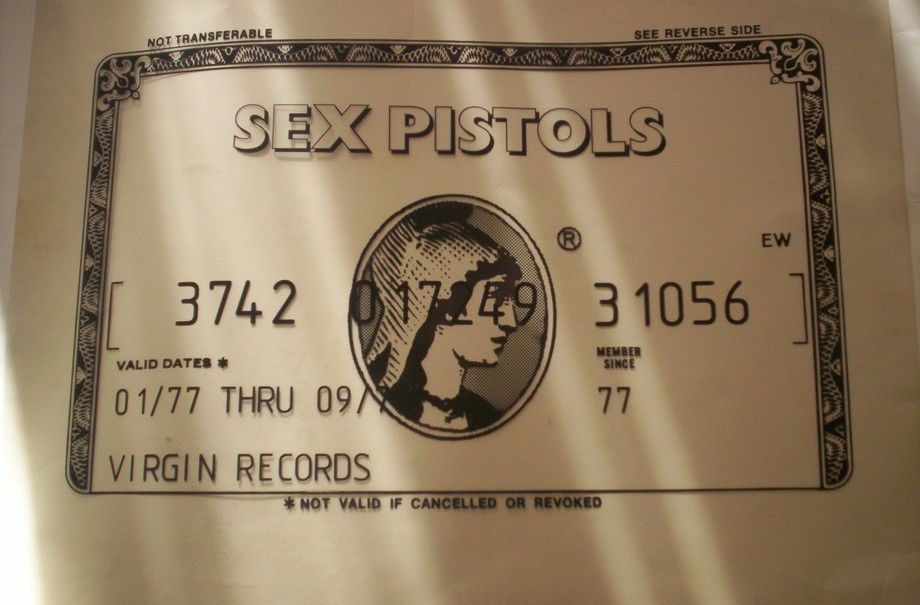 NOT TRANSFERABLE
SEE REVERSE SIDE
SEX PISTOLS
®
EW
3742 017249 31056
VALID DATES *
MEMBER SINCE
01/77 THRU 09/7
77
VIRGIN RECORDS
* NOT VALID IF CANCELLED OR REVOKED